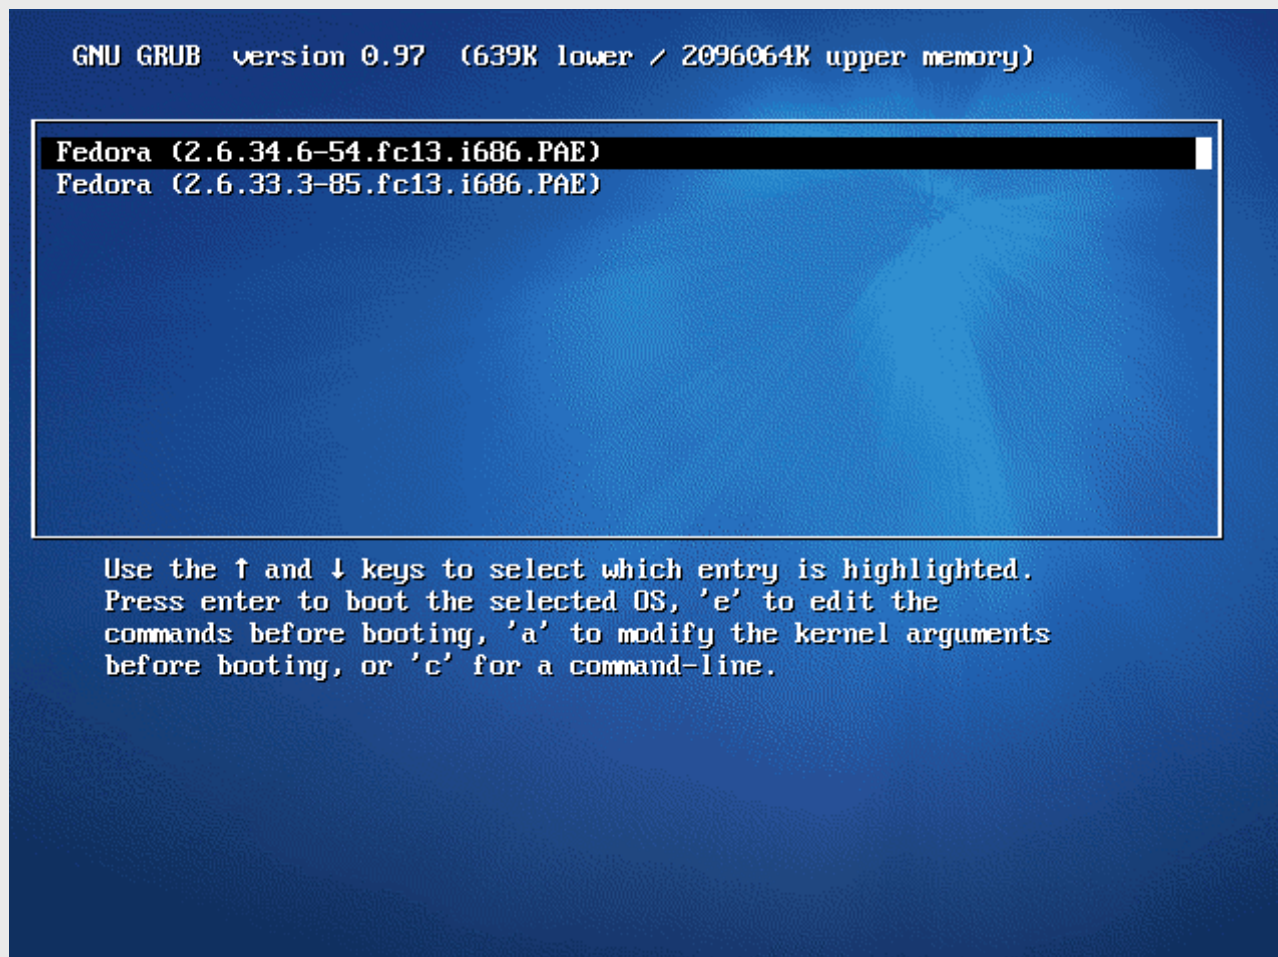 GNU GRUB  version 0.97  (639K lower / 2096064K upper memory)
Fedora (2.6.34.6-54.fc13.i686.PAE)
Fedora (2.6.33.3-85.fc13.i686.PAE)
Use the ↑ and ↓ keys to select which entry is highlighted.
Press enter to boot the selected OS, 'e' to edit the
commands before booting, 'a' to modify the kernel arguments
before booting, or 'c' for a command-line.